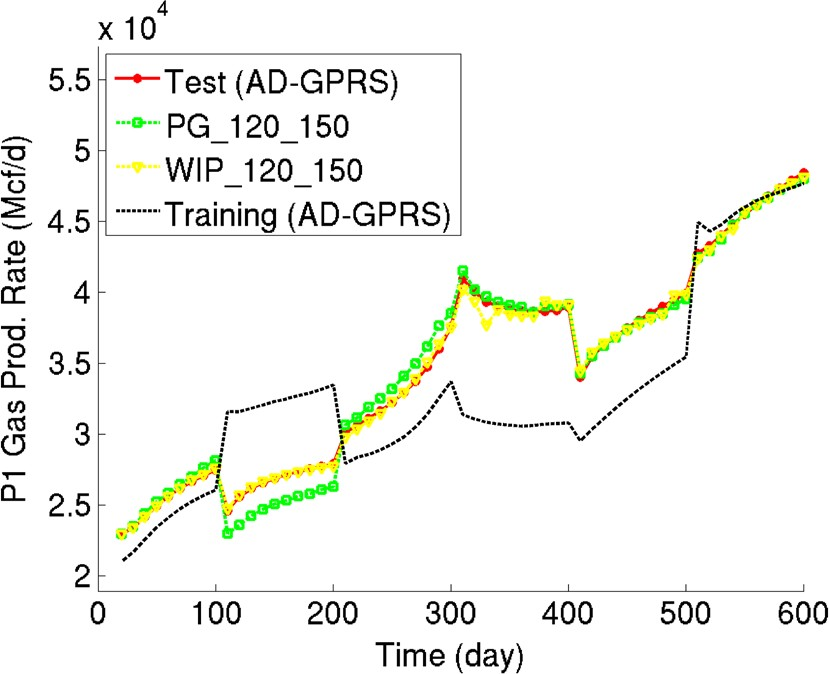 x 10^4
5.5
5
4.5
4
3.5
3
2.5
2
P1 Gas Prod. Rate (Mcf/d)
Test (AD-GPRS)
PG_120_150
WIP_120_150
Training (AD-GPRS)
0 100 200 300 400 500 600
Time (day)